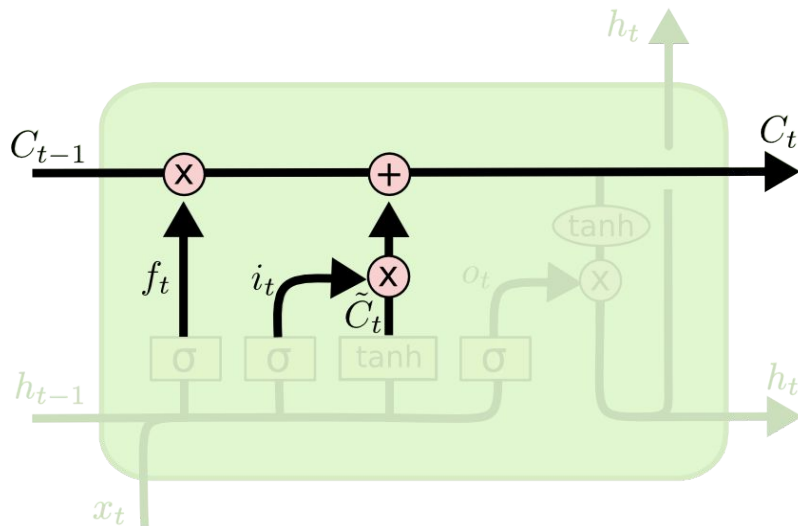 h_t
C_{t-1}
C_t
x
+
tanh
f_t
i_t
x
o_t
x
C̃_t
σ
σ
tanh
σ
h_{t-1}
h_t
x_t